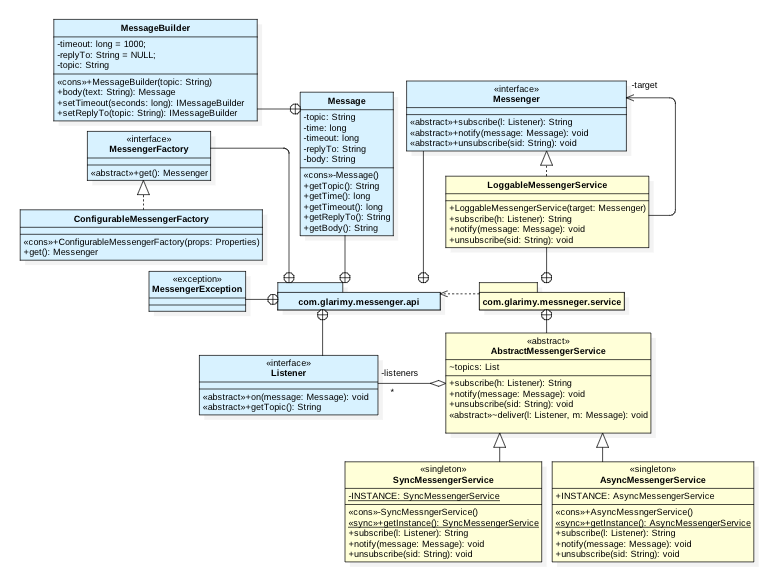 MessageBuilder
-timeout: long = 1000;
-replyTo: String = NULL;
-topic: String
«cons»+MessageBuilder(topic: String)
+body(text: String): Message
+setTimeout(seconds: long): IMessageBuilder
+setReplyTo(topic: String): IMessageBuilder
Message
-topic: String
-time: long
-timeout: long
-replyTo: String
-body: String
«cons»-Message()
+getTopic(): String
+getTime(): long
+getTimeout(): long
+getReplyTo(): String
+getBody(): String
«interface»
Messenger
«abstract»+subscribe(l: Listener): String
«abstract»+notify(message: Message): void
«abstract»+unsubscribe(sid: String): void
-target
«interface»
MessengerFactory
«abstract»+get(): Messenger
LoggableMessengerService
+LoggableMessengerService(target: Messenger)
+subscribe(h: Listener): String
+notify(message: Message): void
+unsubscribe(sid: String): void
ConfigurableMessengerFactory
«cons»+ConfigurableMessengerFactory(props: Properties)
+get(): Messenger
«exception»
MessengerException
com.glarimy.messenger.api
com.glarimy.messneger.service
«interface»
Listener
«abstract»+on(message: Message): void
«abstract»+getTopic(): String
-listeners
*
«abstract»
AbstractMessengerService
~topics: List
+subscribe(h: Listener): String
+notify(message: Message): void
+unsubscribe(sid: String): void
«abstract»~deliver(l: Listener, m: Message): void
«singleton»
SyncMessengerService
-INSTANCE: SyncMessengerService
«cons»-SyncMessngerService()
«sync»+getInstance(): SyncMessengerService
+subscribe(l: Listener): String
+notify(message: Message): void
+unsubscribe(sid: String): void
«singleton»
AsyncMessengerService
+INSTANCE: AsyncMessengerService
«cons»+AsyncMessngerService()
«sync»+getInstance(): AsyncMessengerService
+subscribe(l: Listener): String
+notify(message: Message): void
+unsubscribe(sid: String): void